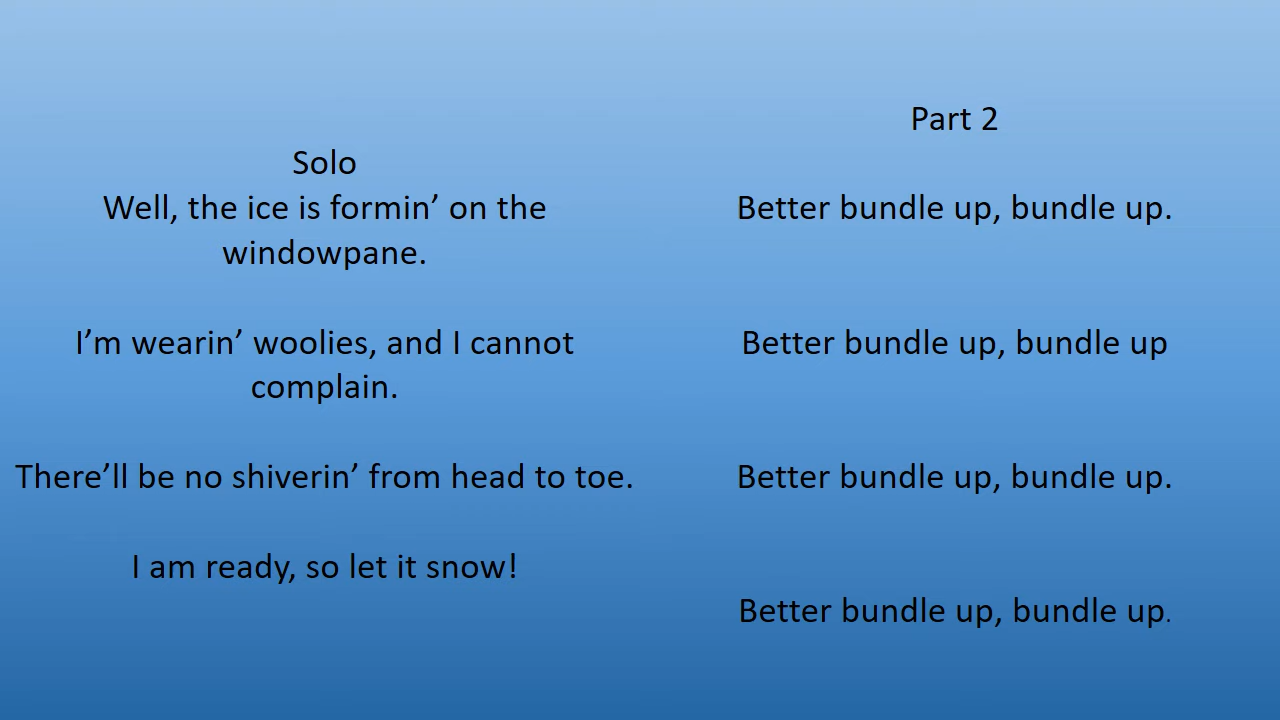 Solo
Well, the ice is formin’ on the
windowpane.
I’m wearin’ woolies, and I cannot
complain.
There’ll be no shiverin’ from head to toe.
I am ready, so let it snow!
Part 2
Better bundle up, bundle up.
Better bundle up, bundle up
Better bundle up, bundle up.
Better bundle up, bundle up.